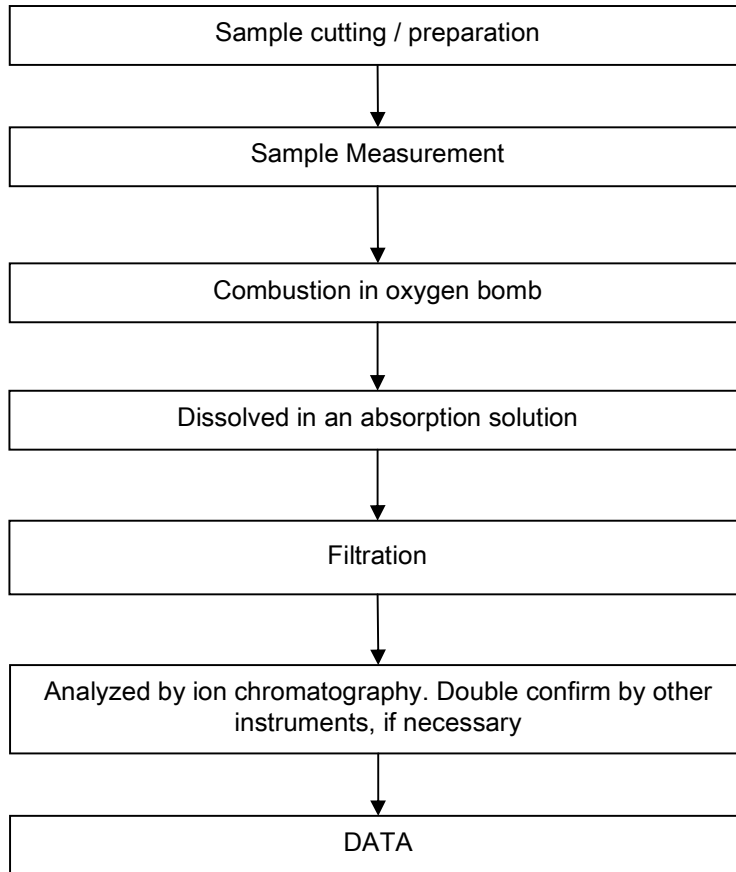 Sample cutting / preparation
Sample Measurement
Combustion in oxygen bomb
Dissolved in an absorption solution
Filtration
Analyzed by ion chromatography. Double confirm by other
instruments, if necessary
DATA